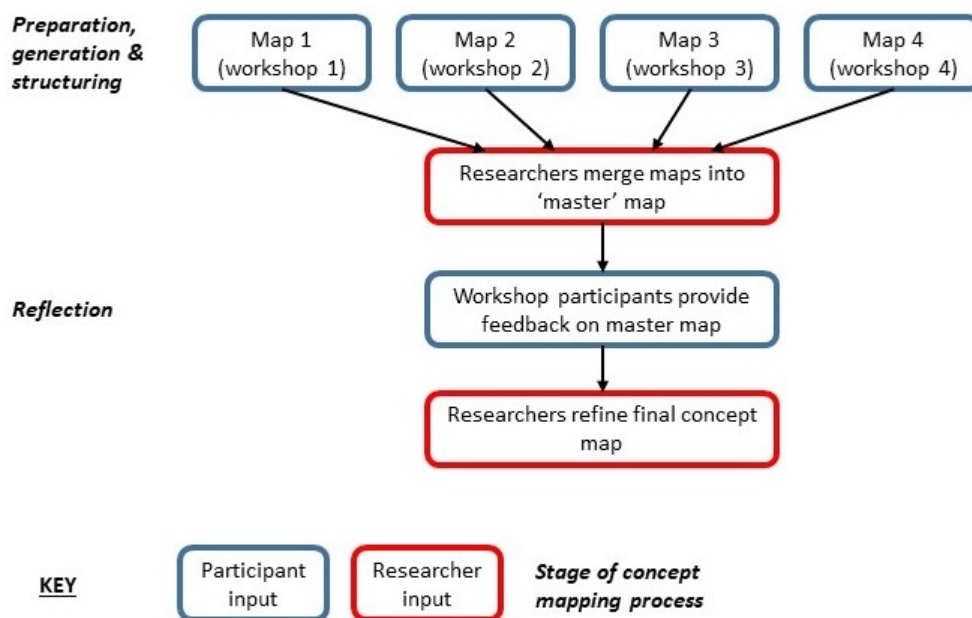 Preparation,
generation &
structuring
Map 1
(workshop 1)
Map 2
(workshop 2)
Map 3
(workshop 3)
Map 4
(workshop 4)
Researchers merge maps into
‘master’ map
Reflection
Workshop participants provide
feedback on master map
Researchers refine final concept
map
KEY
Participant
input
Researcher
input
Stage of concept
mapping process